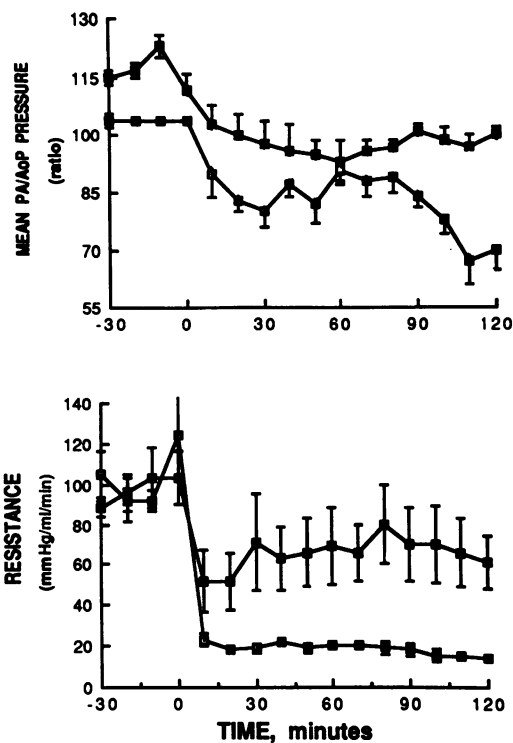 MEAN PA/AoP PRESSURE
(ratio)
130
115
100
85
70
55
-30 0 30 60 90 120
RESISTANCE
(mmHg/ml/min)
140
120
100
80
60
40
20
0
-30 0 30 60 90 120
TIME, minutes